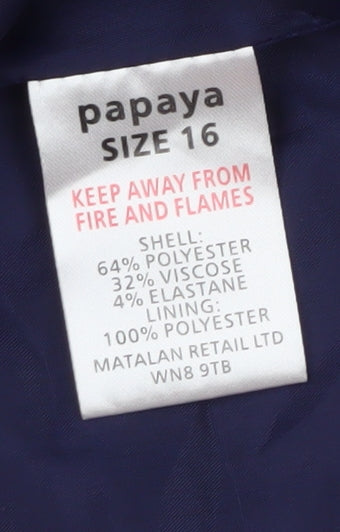 papaya
SIZE 16
KEEP AWAY FROM
FIRE AND FLAMES
SHELL:
64% POLYESTER
32% VISCOSE
4% ELASTANE
LINING:
100% POLYESTER
MATALAN RETAIL LTD
WN8 9TB